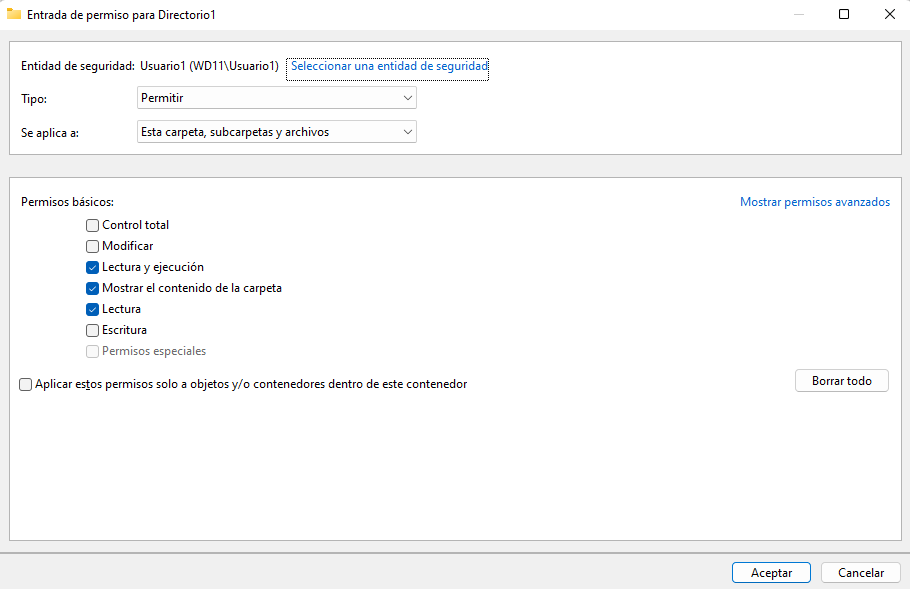 Entrada de permiso para Directorio1
Entidad de seguridad: Usuario1 (WD11\Usuario1) Seleccionar una entidad de seguridad
Tipo: Permitir
Se aplica a: Esta carpeta, subcarpetas y archivos
Permisos básicos: Mostrar permisos avanzados
Control total
Modificar
Lectura y ejecución
Mostrar el contenido de la carpeta
Lectura
Escritura
Permisos especiales
Aplicar estos permisos solo a objetos y/o contenedores dentro de este contenedor Borrar todo
Aceptar Cancelar